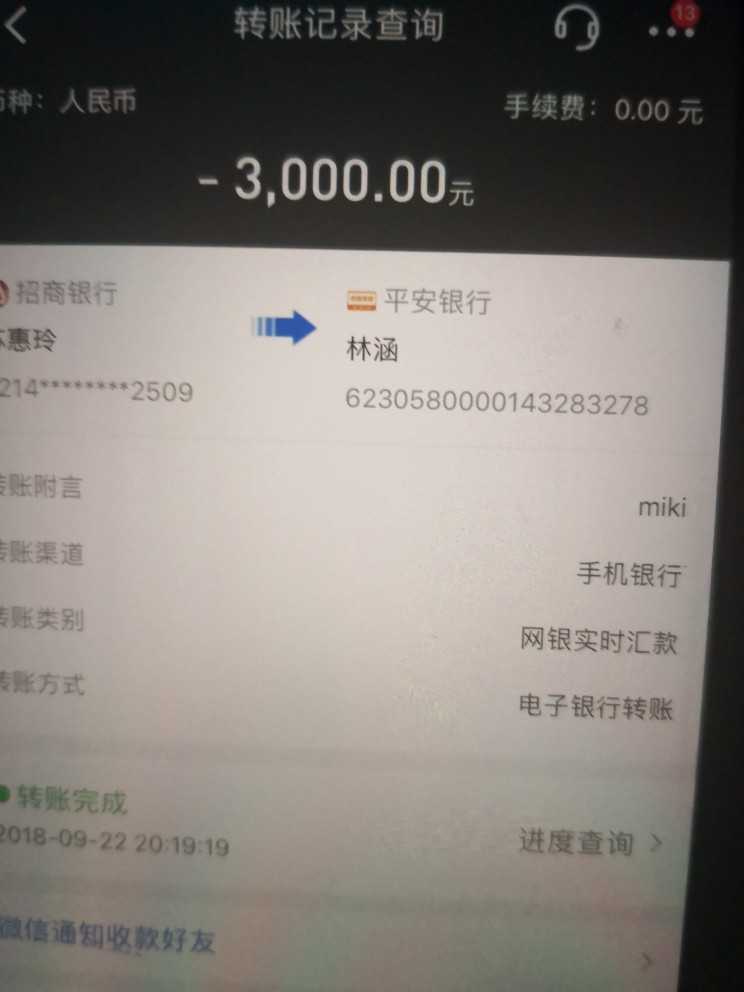 转账记录查询
13
币种：人民币
手续费：0.00 元
- 3,000.00元
招商银行
平安银行
惠玲
林涵
214********2509
6230580000143283278
转账附言
miki
转账渠道
手机银行
转账类别
网银实时汇款
转账方式
电子银行转账
转账完成
2018-09-22 20:19:19
进度查询
微信通知收款好友